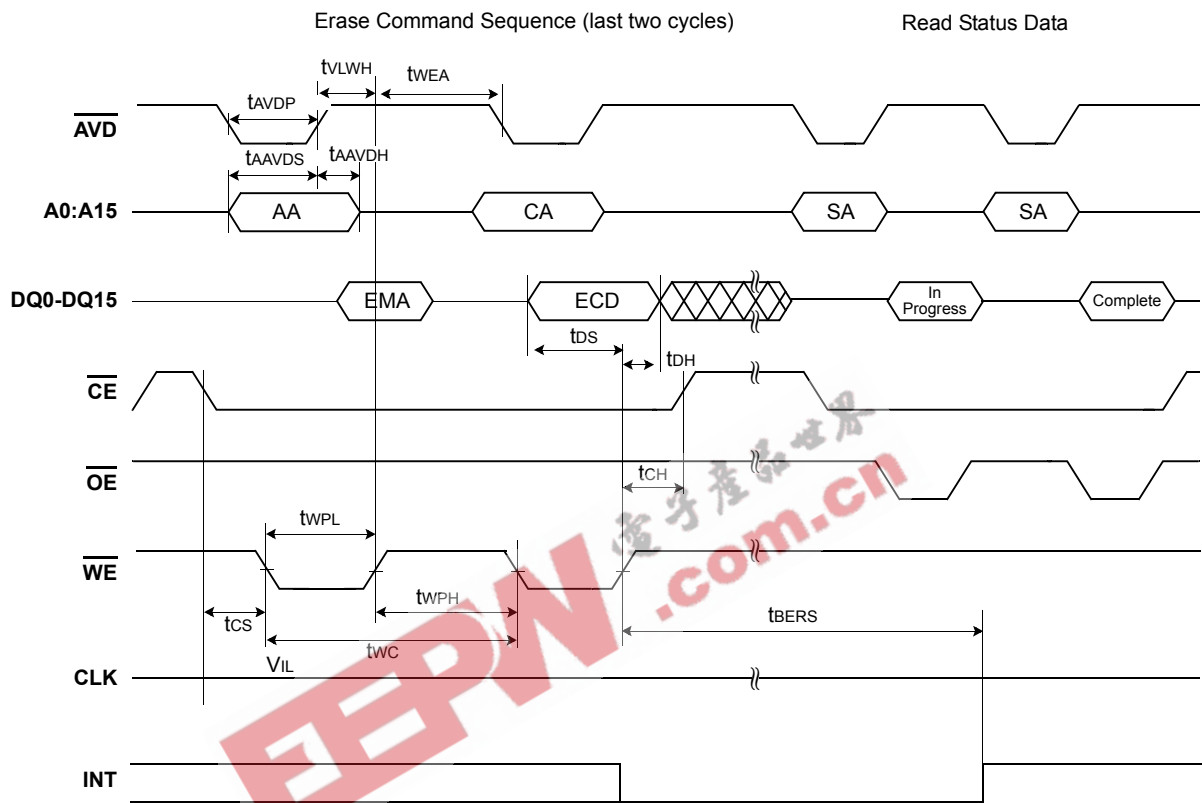 Erase Command Sequence (last two cycles)
Read Status Data
tVLWH
tWEA
tAVDP
AVD
tAAVDS
tAAVDH
A0:A15
AA
CA
SA
SA
DQ0-DQ15
EMA
ECD
In
Progress
Complete
tDS
tDH
CE
OE
tCH
tWPL
WE
tWPH
tBERS
tCS
tWC
VIL
CLK
INT
EEPW
.com.cn
電子產品世界